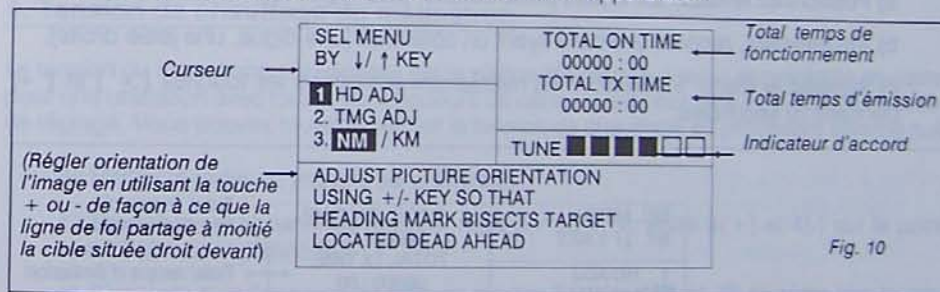 SEL MENU
BY ↓/ ↑ KEY
TOTAL ON TIME
00000 : 00
TOTAL TX TIME
00000 : 00
Total temps de
fonctionnement
Curseur
Total temps d'émission
1 HD ADJ
2. TMG ADJ
3. NM / KM
TUNE
Indicateur d'accord
(Régler orientation de
l'image en utilisant la touche
+ ou - de façon à ce que la
ligne de foi partage à moitié
la cible située droit devant)
ADJUST PICTURE ORIENTATION
USING +/- KEY SO THAT
HEADING MARK BISECTS TARGET
LOCATED DEAD AHEAD
Fig. 10